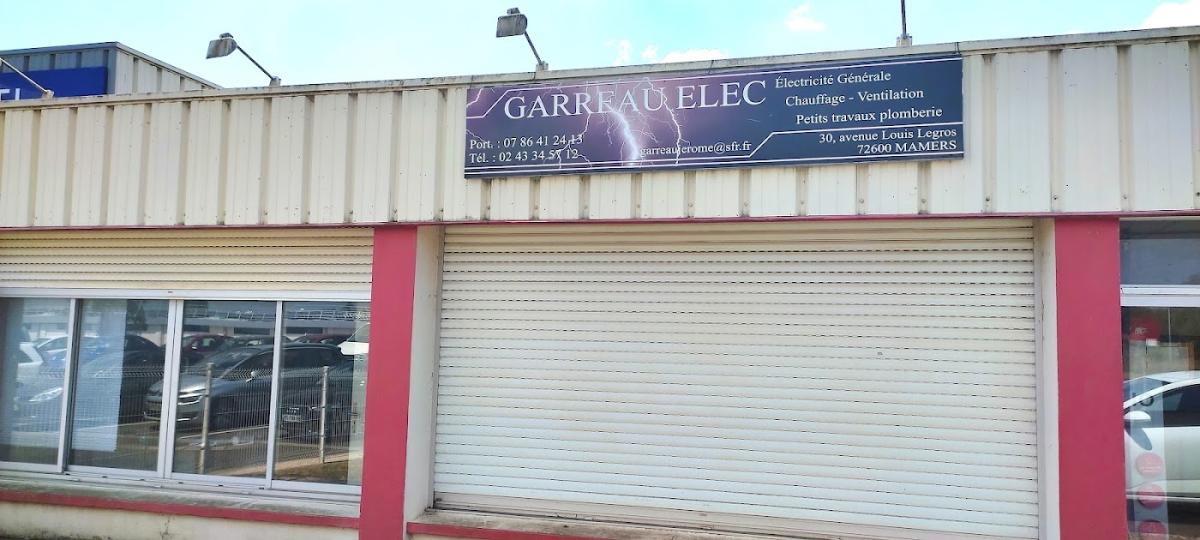 GARREAU ELEC
Électricité Générale
Chauffage - Ventilation
Petits travaux plomberie
Port. : 07 86 41 24 13
Tél. : 02 43 34 57 12
garreau.jerome@sfr.fr
30, avenue Louis Legros
72600 MAMERS